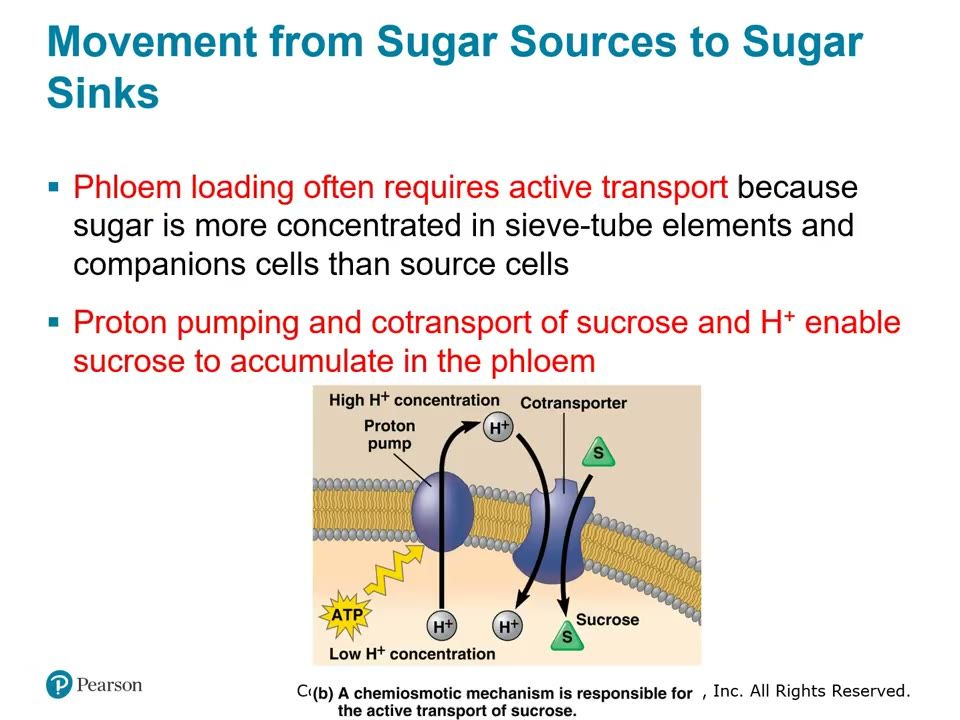 Movement from Sugar Sources to Sugar
Sinks
▪ Phloem loading often requires active transport because
sugar is more concentrated in sieve-tube elements and
companions cells than source cells
▪ Proton pumping and cotransport of sucrose and H⁺ enable
sucrose to accumulate in the phloem
High H⁺ concentration
Cotransporter
Proton
pump
H⁺
S
ATP
H⁺
H⁺
S
Sucrose
Low H⁺ concentration
P Pearson
(b) A chemiosmotic mechanism is responsible for
the active transport of sucrose.
, Inc. All Rights Reserved.